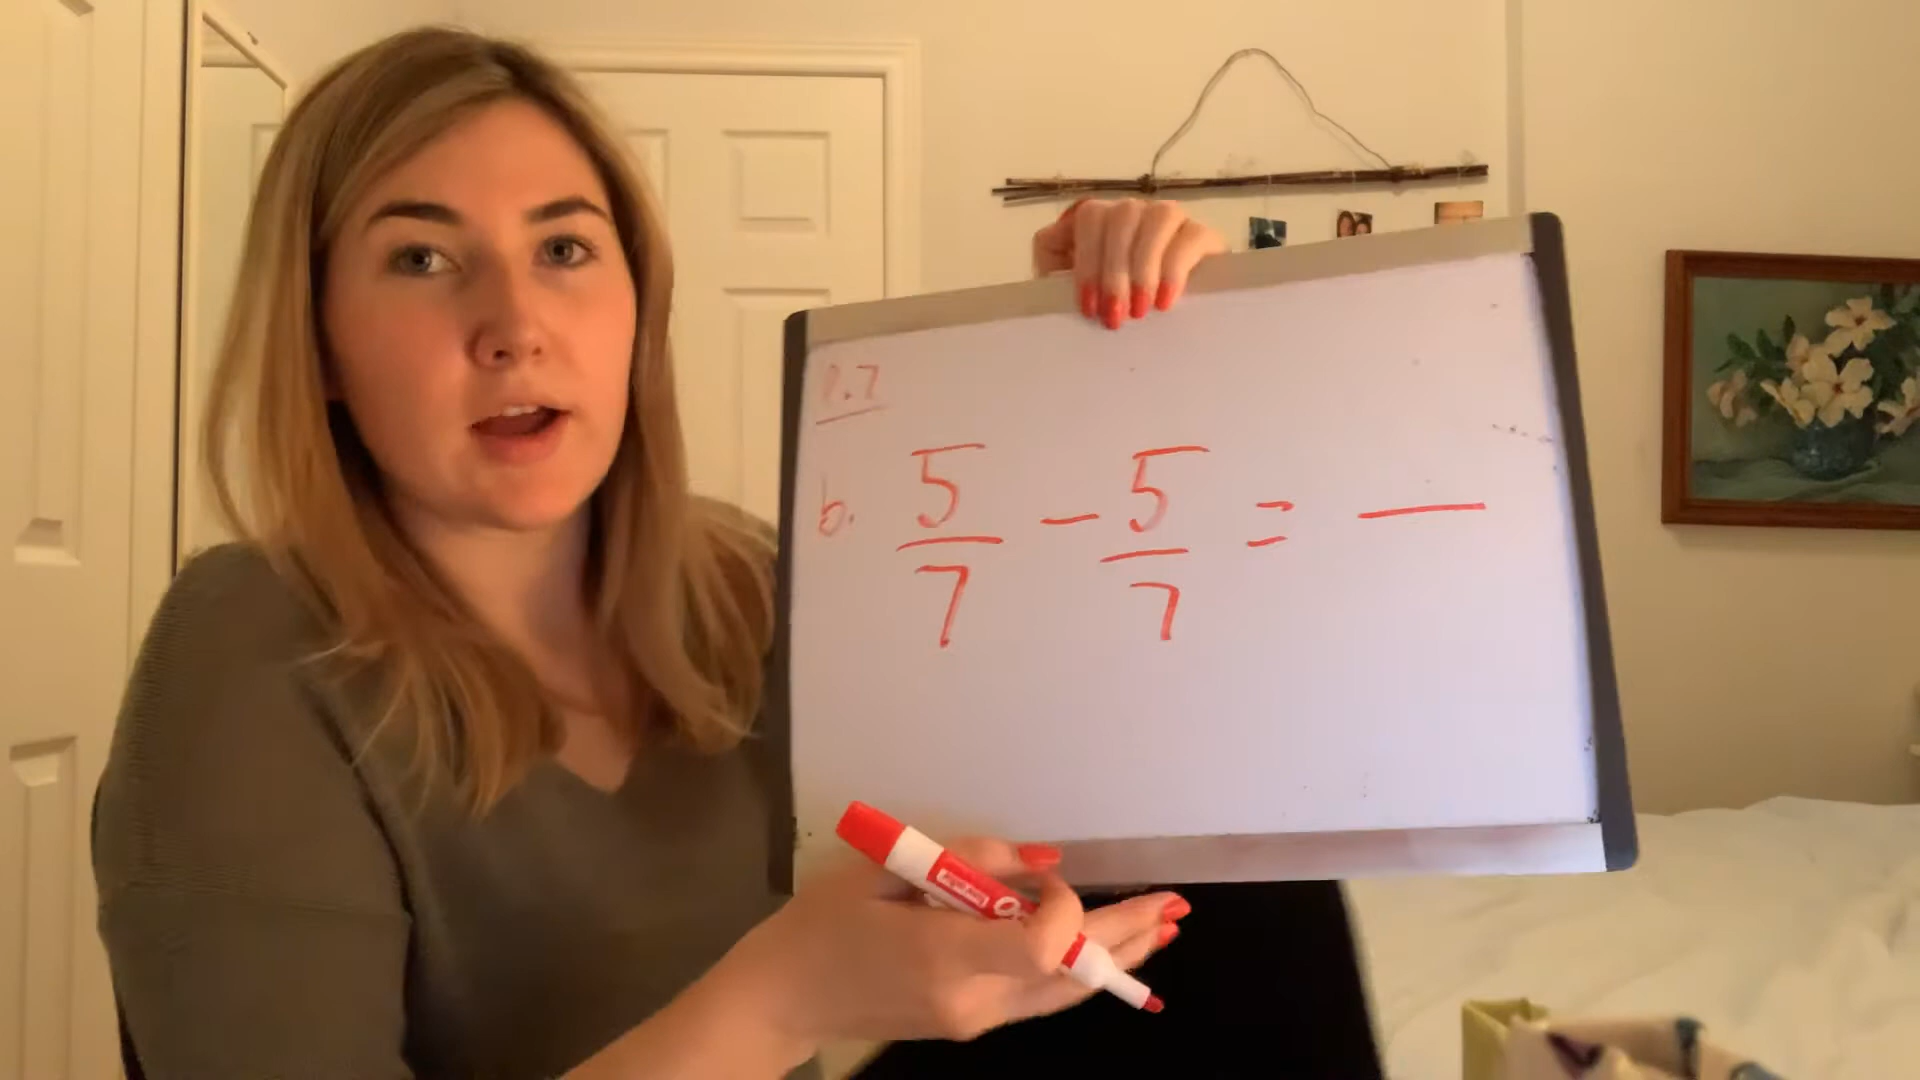 b. 5/7 - 5/7 = —